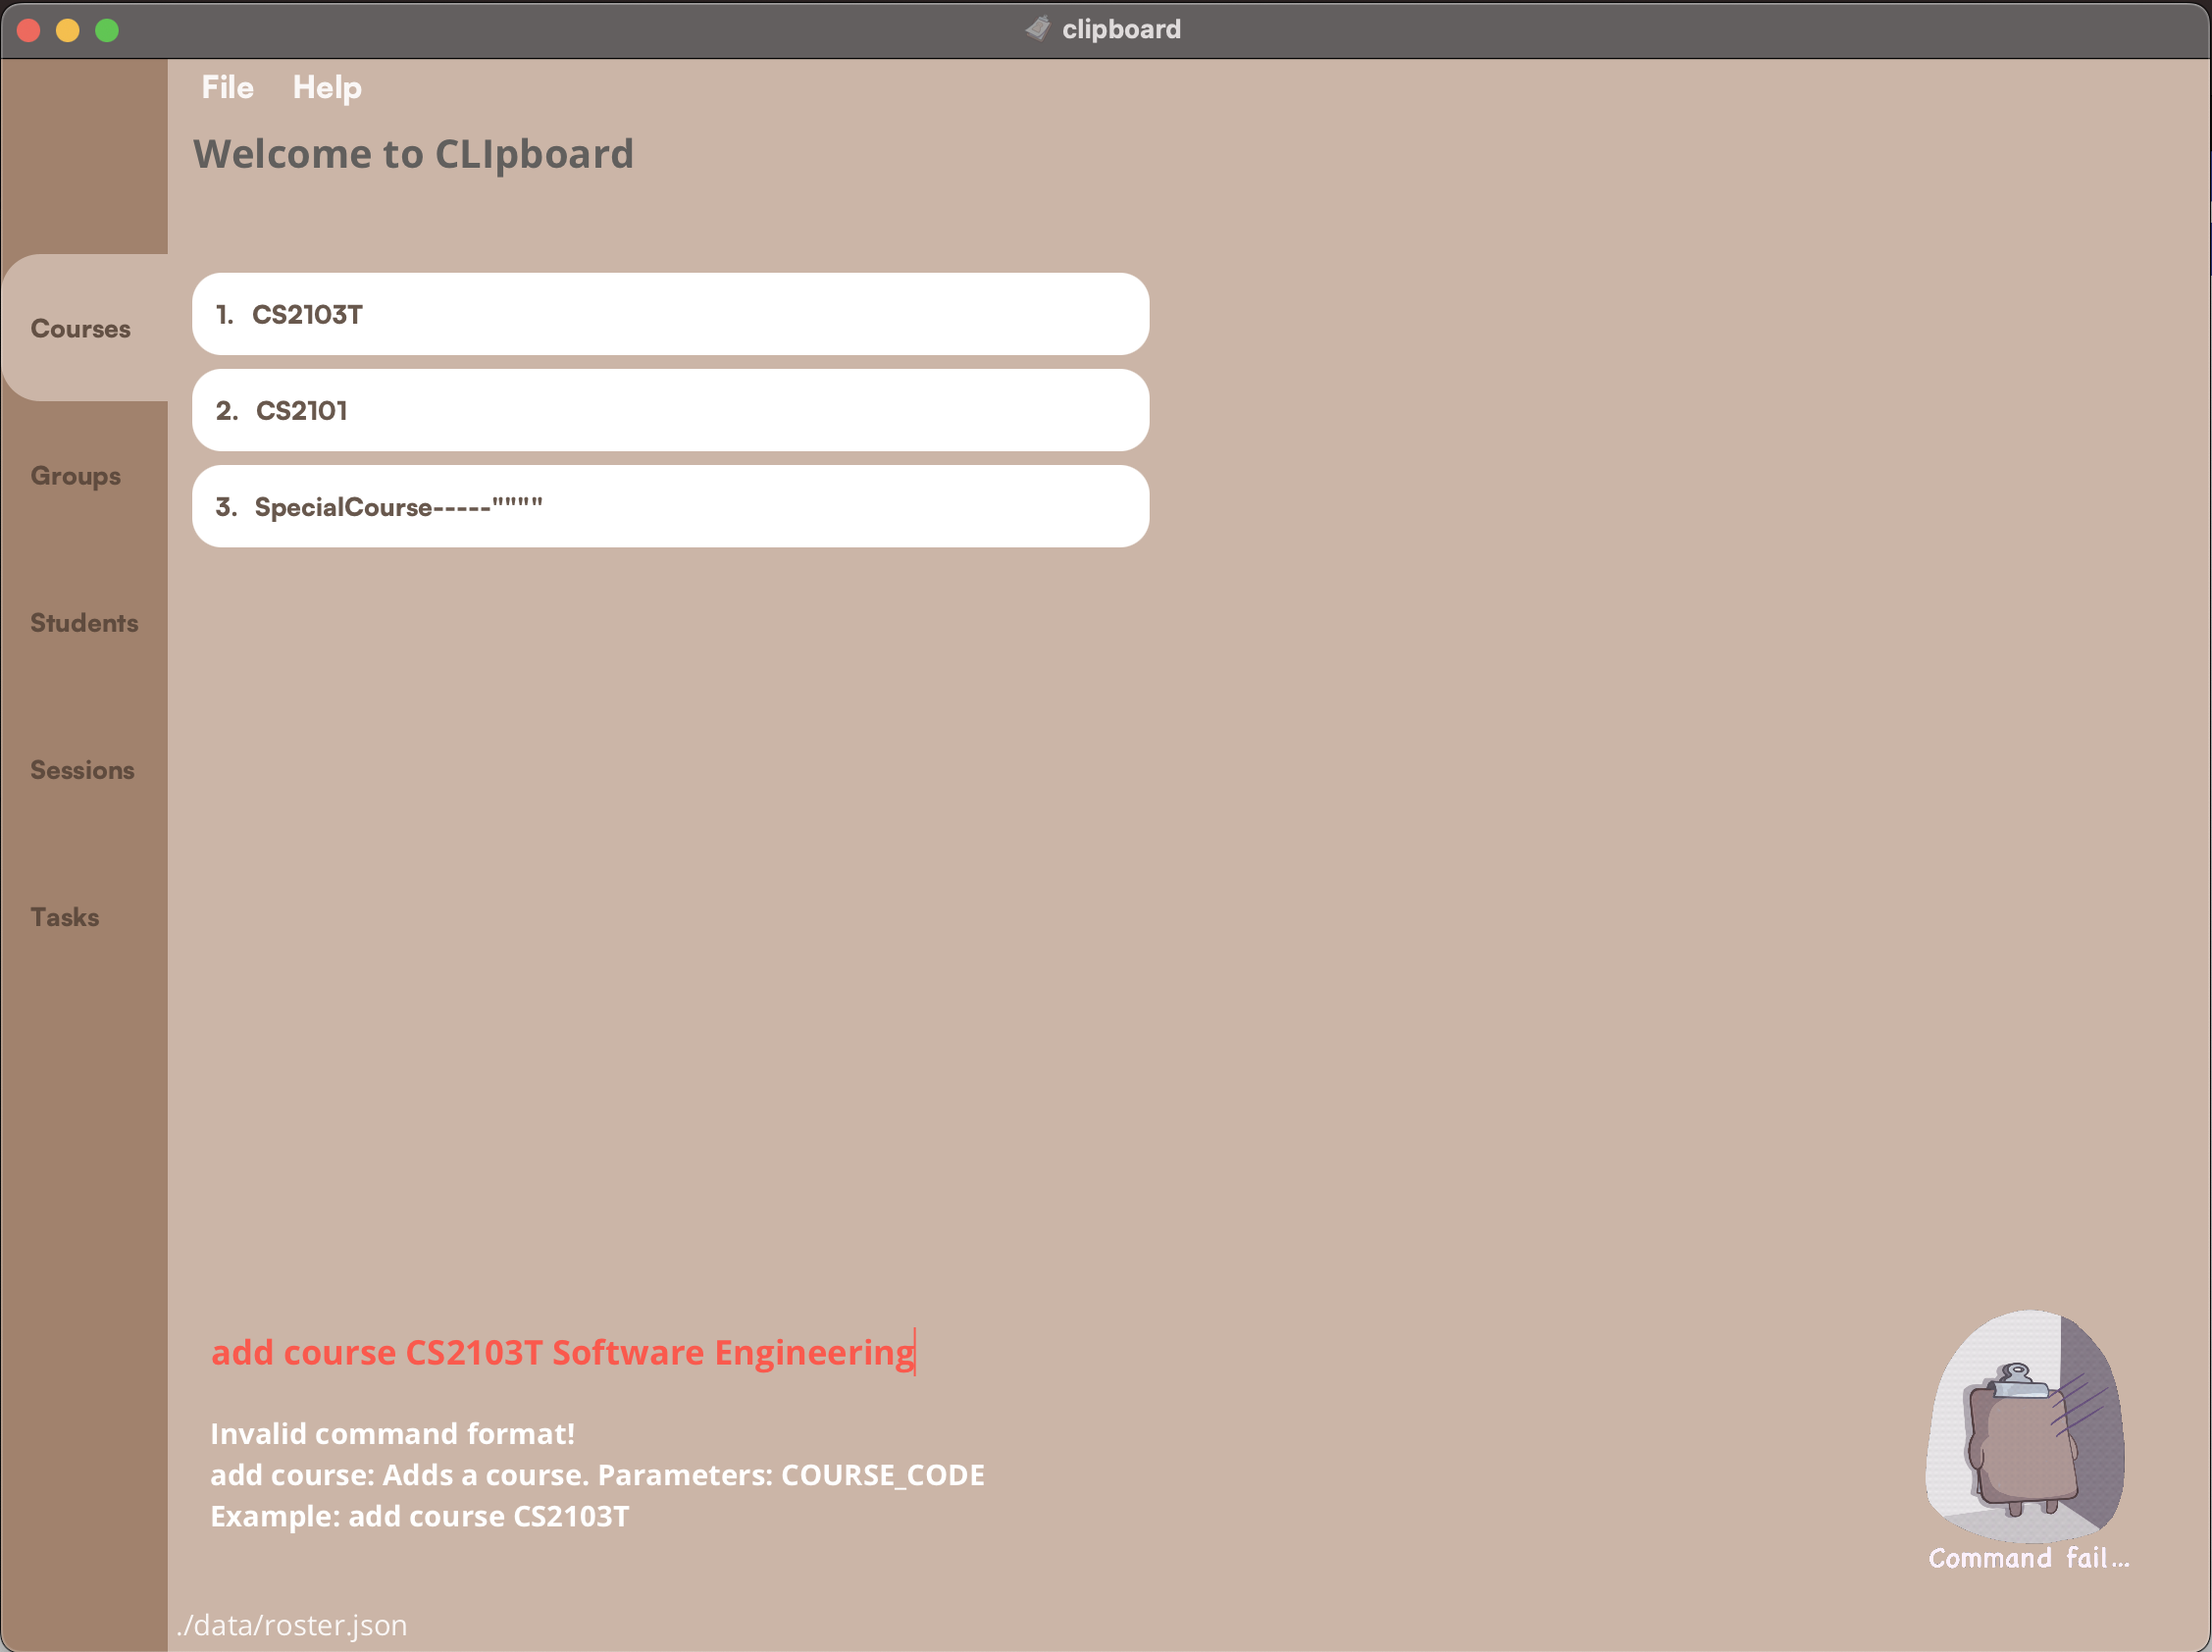 clipboard
File Help
Welcome to CLIpboard
Courses
Groups
Students
Sessions
Tasks
1. CS2103T
2. CS2101
3. SpecialCourse-----""""
add course CS2103T Software Engineering
Invalid command format!
add course: Adds a course. Parameters: COURSE_CODE
Example: add course CS2103T
Command fail...
./data/roster.json